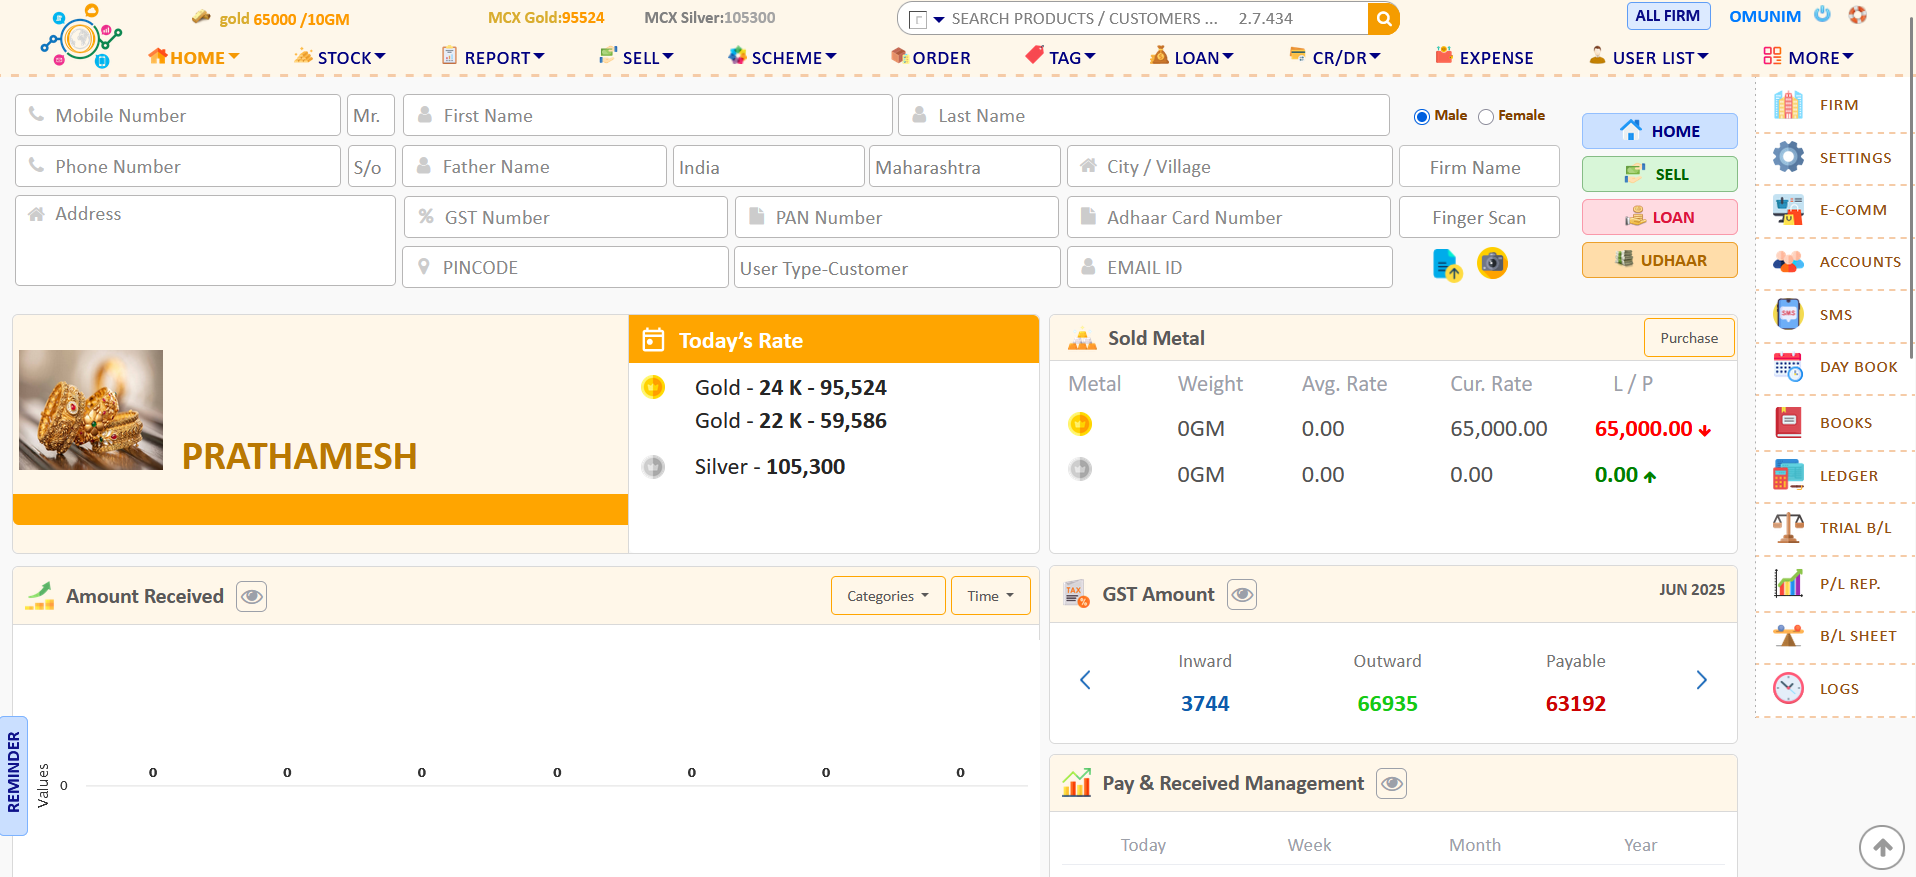 gold 65000 /10GM
MCX Gold:95524
MCX Silver:105300
SEARCH PRODUCTS / CUSTOMERS ... 2.7.434
ALL FIRM
OMUNIM
HOME
STOCK
REPORT
SELL
SCHEME
ORDER
TAG
LOAN
CR/DR
EXPENSE
USER LIST
MORE
Mobile Number
Mr.
First Name
Last Name
Male
Female
Phone Number
S/o
Father Name
India
Maharashtra
City / Village
Firm Name
Address
GST Number
PAN Number
Adhaar Card Number
Finger Scan
PINCODE
User Type-Customer
EMAIL ID
HOME
SELL
LOAN
UDHAAR
FIRM
SETTINGS
E-COMM
ACCOUNTS
SMS
SMS
DAY BOOK
BOOKS
LEDGER
TRIAL B/L
P/L REP.
B/L SHEET
LOGS
PRATHAMESH
Today's Rate
Gold - 24 K - 95,524
Gold - 22 K - 59,586
Silver - 105,300
Sold Metal
Purchase
Metal Weight Avg. Rate Cur. Rate L / P
0GM 0.00 65,000.00 65,000.00
0GM 0.00 0.00 0.00
Amount Received
Categories
Time
Values
0
0 0 0 0 0 0 0
REMINDER
TAX
%
GST Amount
JUN 2025
Inward Outward Payable
3744 66935 63192
Pay & Received Management
Today Week Month Year